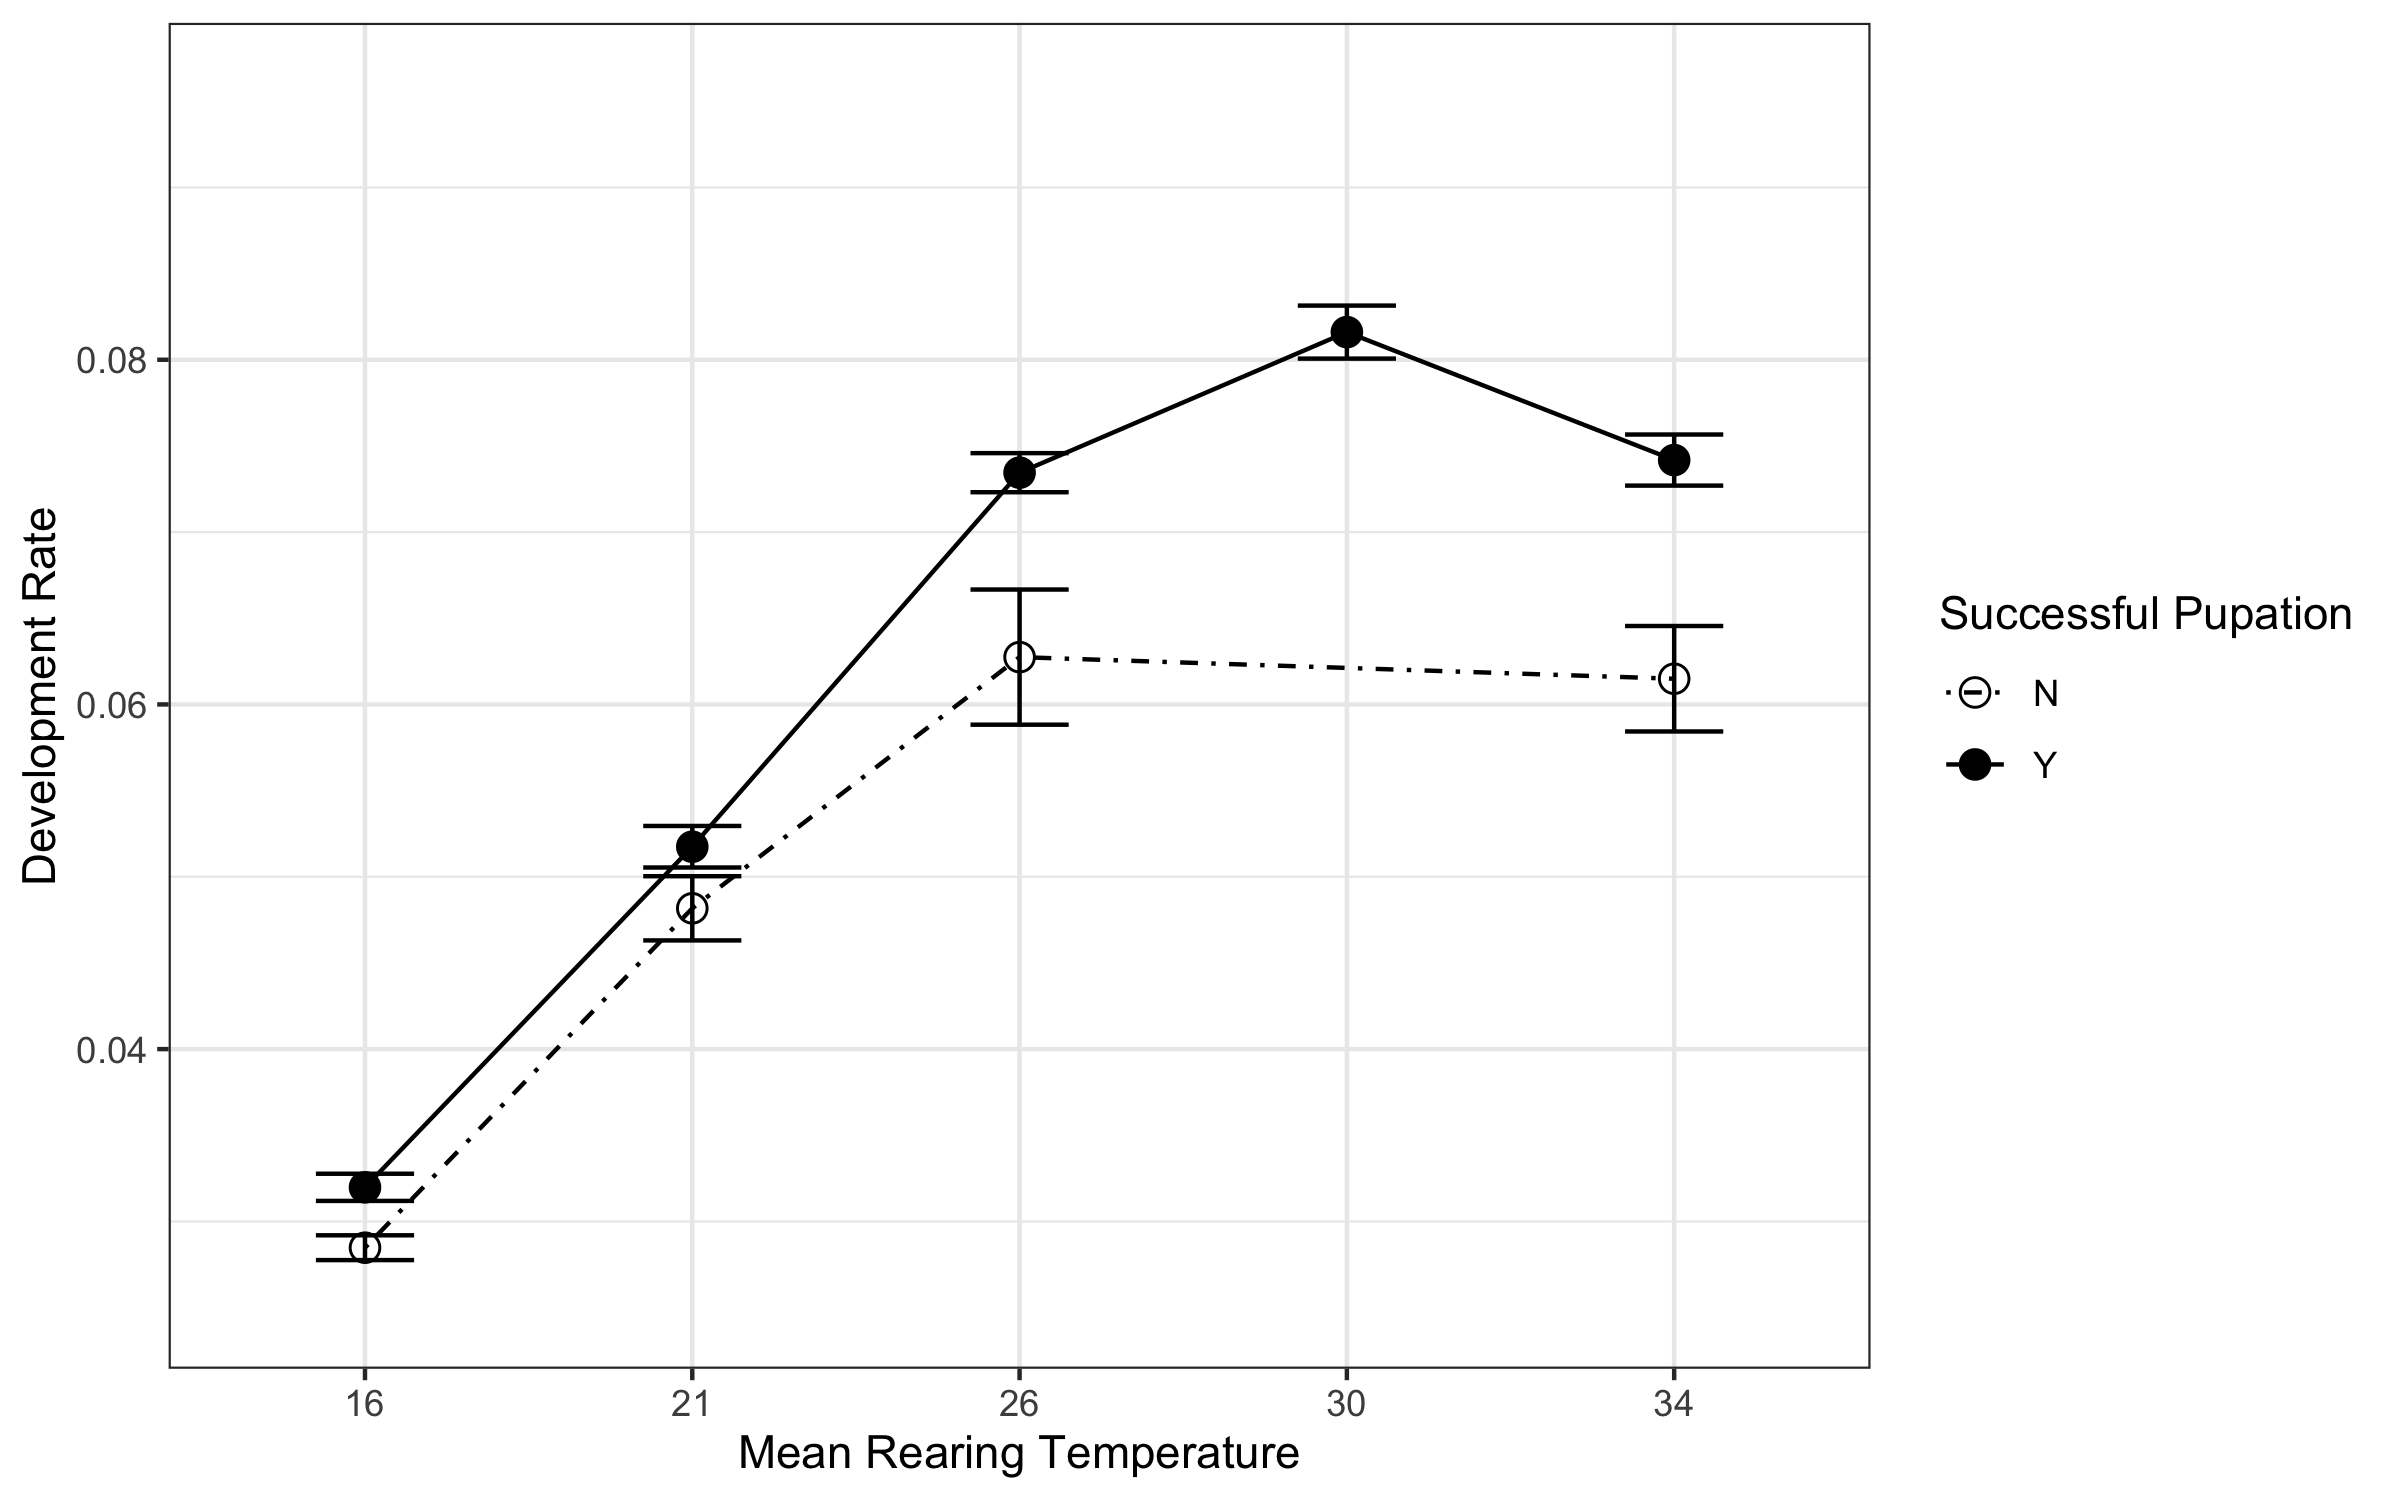 Development Rate
0.08
0.06
0.04
16 21 26 30 34
Mean Rearing Temperature
Successful Pupation
N
Y